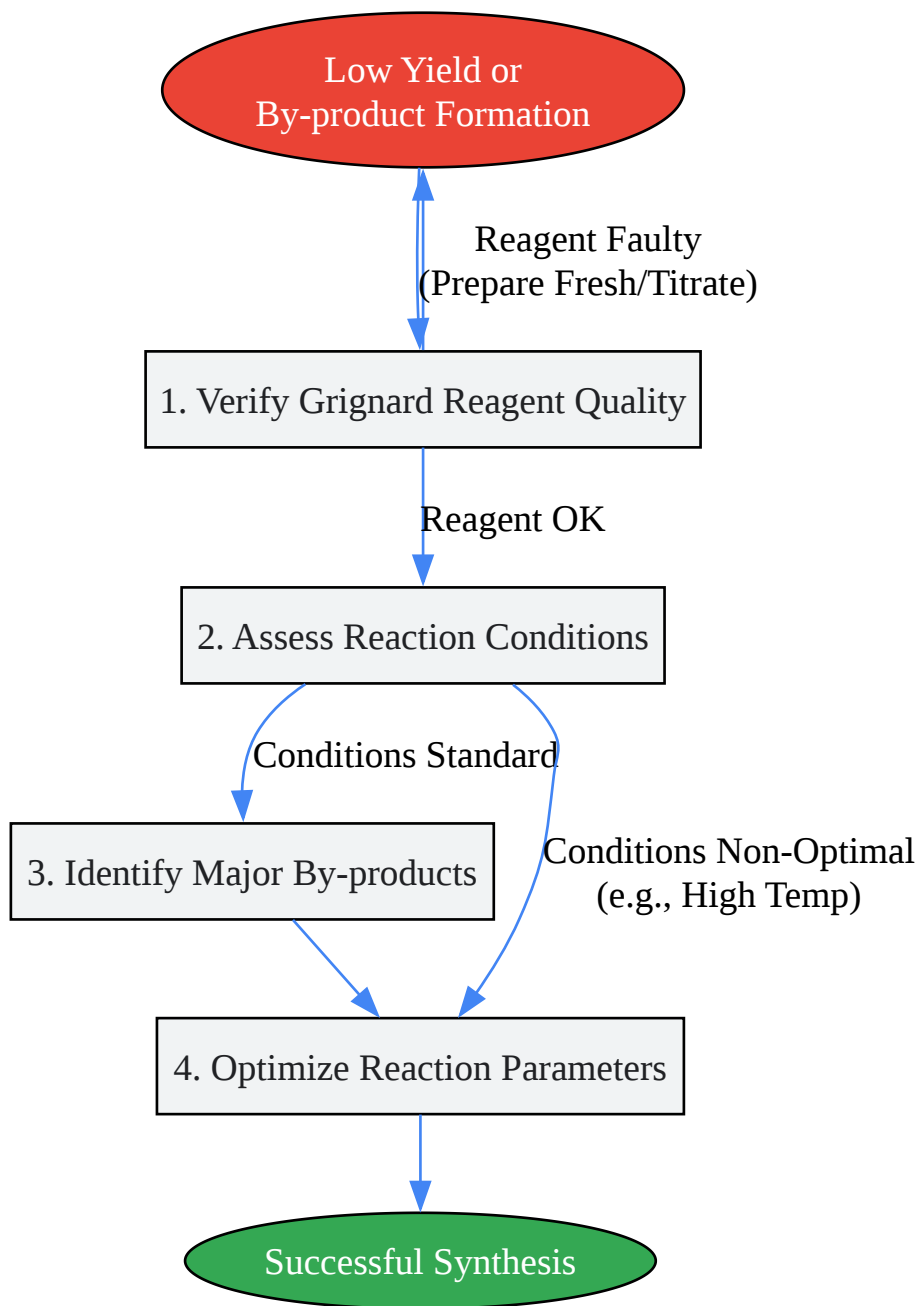 Low Yield or
By-product Formation
Reagent Faulty
(Prepare Fresh/Titrate)
1. Verify Grignard Reagent Quality
Reagent OK
2. Assess Reaction Conditions
Conditions Standard
Conditions Non-Optimal
(e.g., High Temp)
3. Identify Major By-products
4. Optimize Reaction Parameters
Successful Synthesis